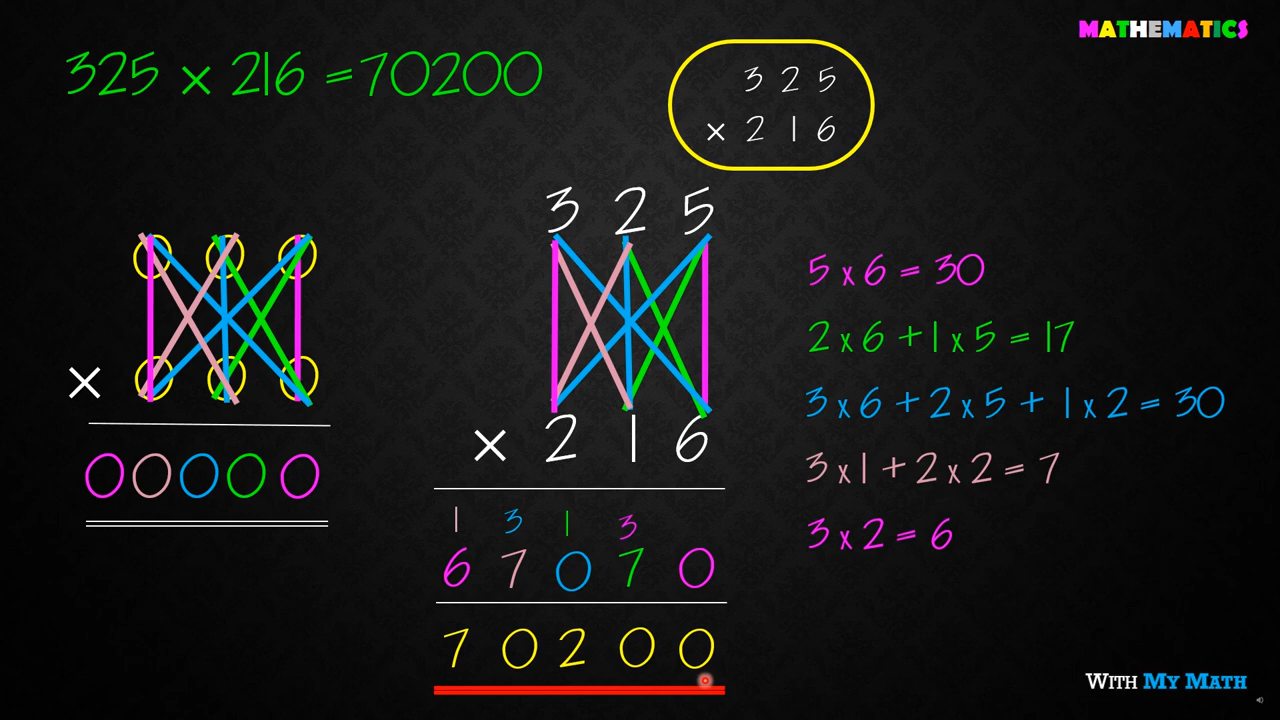 MATHEMATICS
325 × 216 = 70200
3 2 5
× 2 1 6
3 2 5
× 2 1 6
×
0 0 0 0 0
1 3 1 3
6 7 0 7 0
7 0 2 0 0
5 x 6 = 30
2 x 6 + 1 x 5 = 17
3 x 6 + 2 x 5 + 1 x 2 = 30
3 x 1 + 2 x 2 = 7
3 x 2 = 6
WITH MY MATH